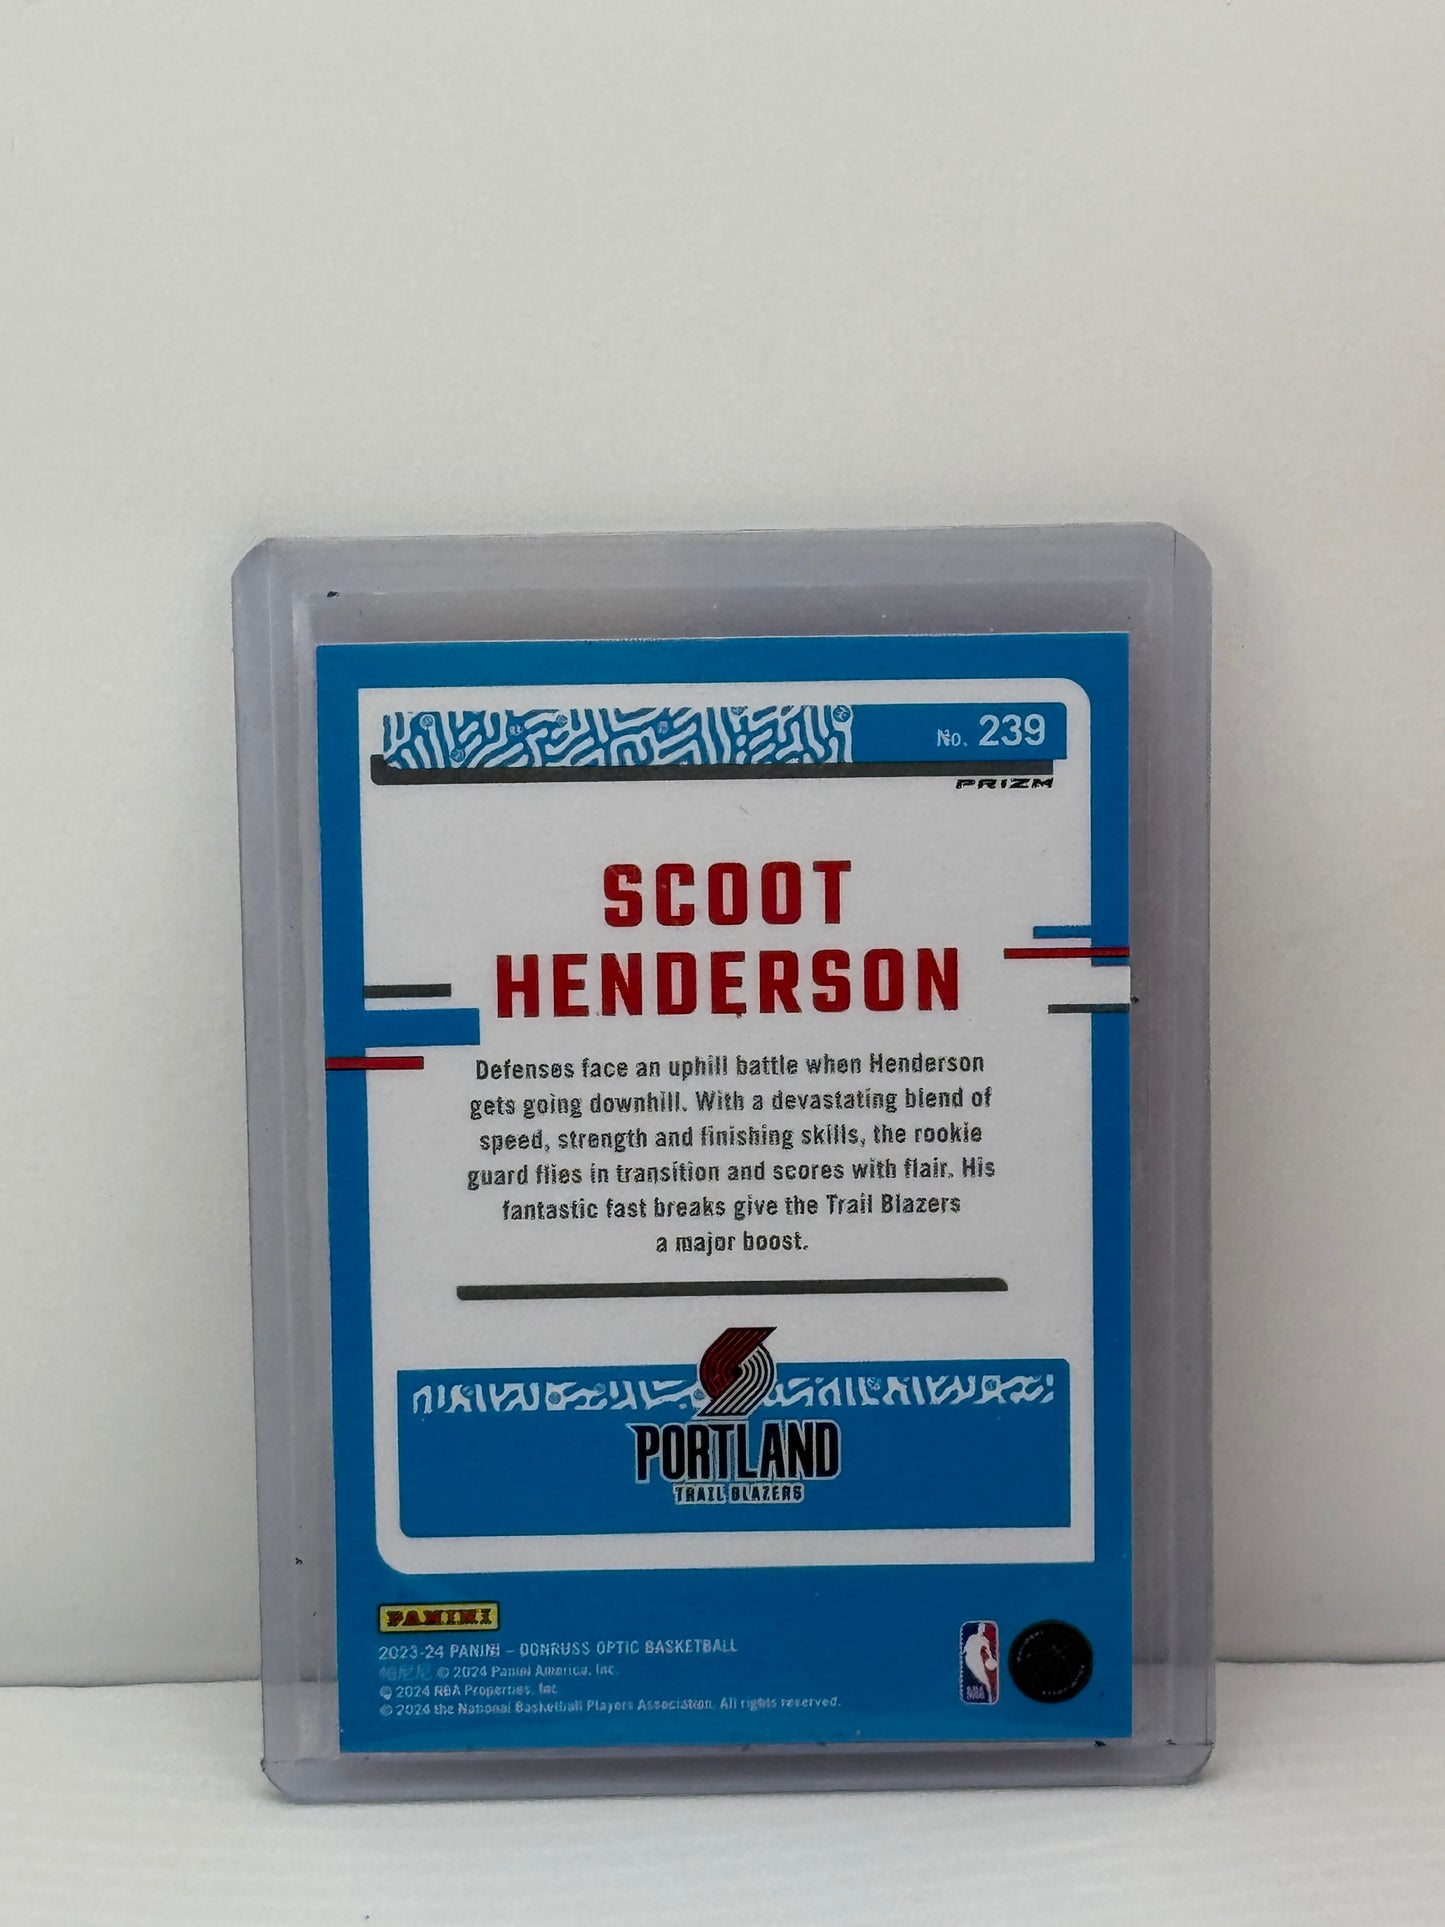 No. 239
PRIZM
SCOOT
HENDERSON
Defenses face an uphill battle when Henderson
gets going downhill. With a devastating blend of
speed, strength and finishing skills, the rookie
guard flies in transition and scores with flair. His
fantastic fast breaks give the Trail Blazers
a major boost.
PORTLAND
TRAIL BLAZERS
PANINI
2023-24 PANINI – DONRUSS OPTIC BASKETBALL
帕尼尼 © 2024 Panini America, Inc.
© 2024 NBA Properties, Inc.
© 2024 the National Basketball Players Association. All rights reserved.